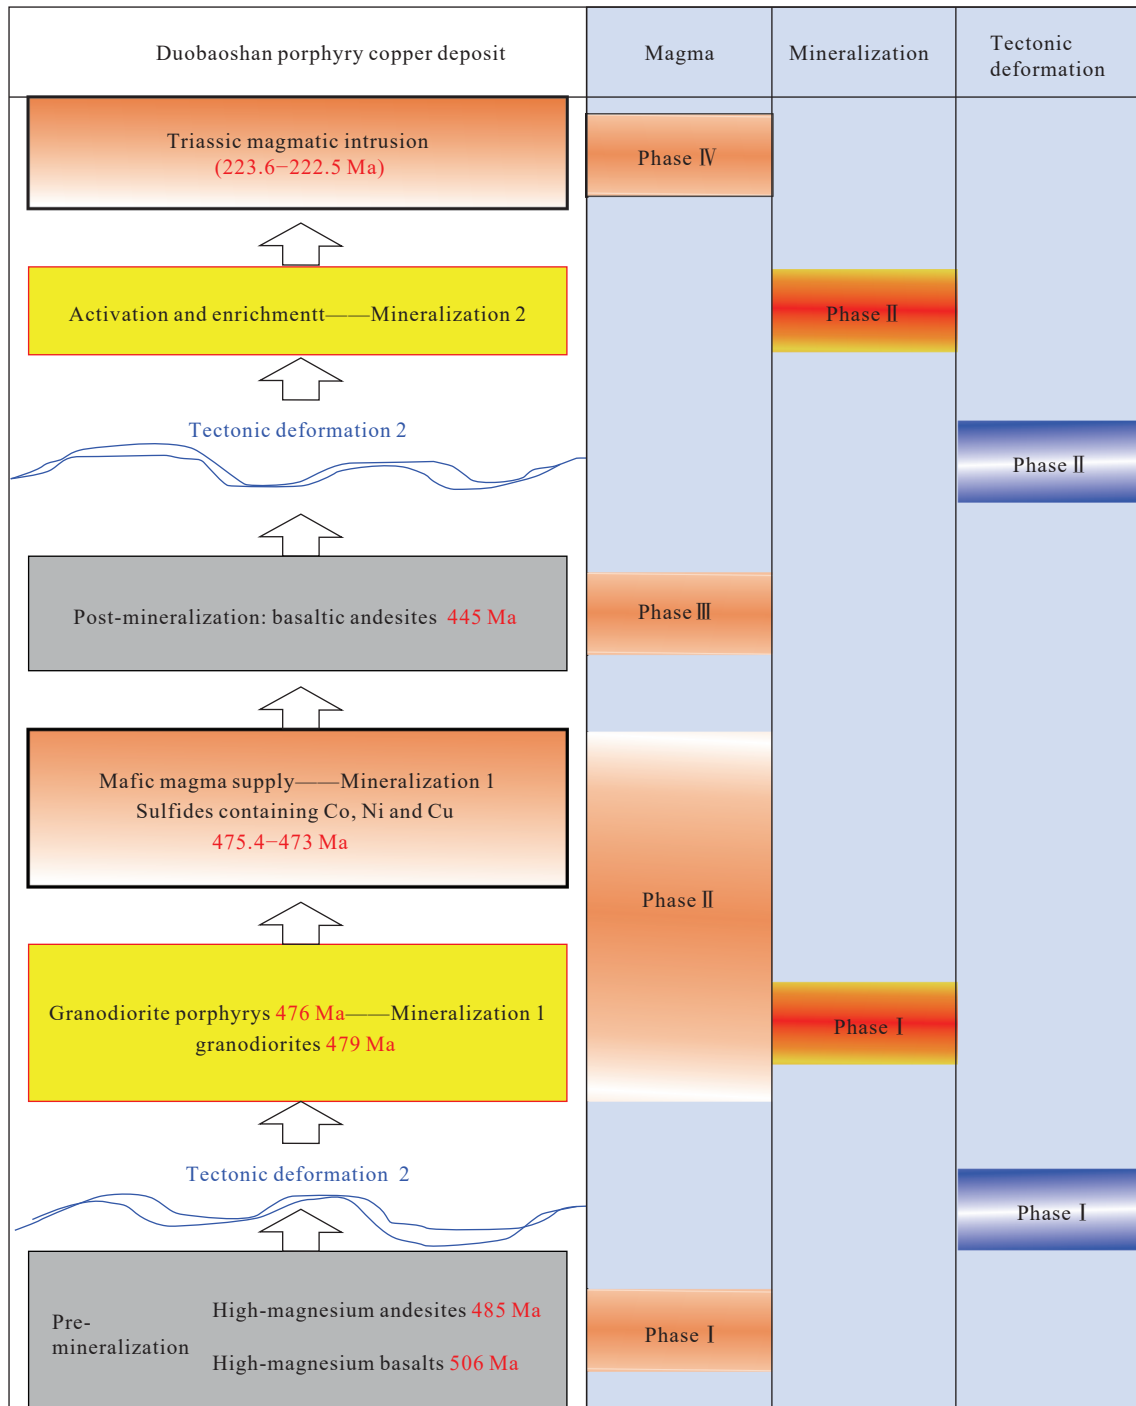 Duobaoshan porphyry copper deposit
Magma
Mineralization
Tectonic
deformation
Triassic magmatic intrusion
(223.6−222.5 Ma)
Phase Ⅳ
Activation and enrichmentt——Mineralization 2
Phase Ⅱ
Tectonic deformation 2
Phase Ⅱ
Post-mineralization: basaltic andesites 445 Ma
Phase Ⅲ
Mafic magma supply——Mineralization 1
Sulfides containing Co, Ni and Cu
475.4−473 Ma
Phase Ⅱ
Granodiorite porphyrys 476 Ma——Mineralization 1
granodiorites 479 Ma
Phase Ⅰ
Tectonic deformation 2
Phase Ⅰ
Pre-
mineralization
High-magnesium andesites 485 Ma
High-magnesium basalts 506 Ma
Phase Ⅰ